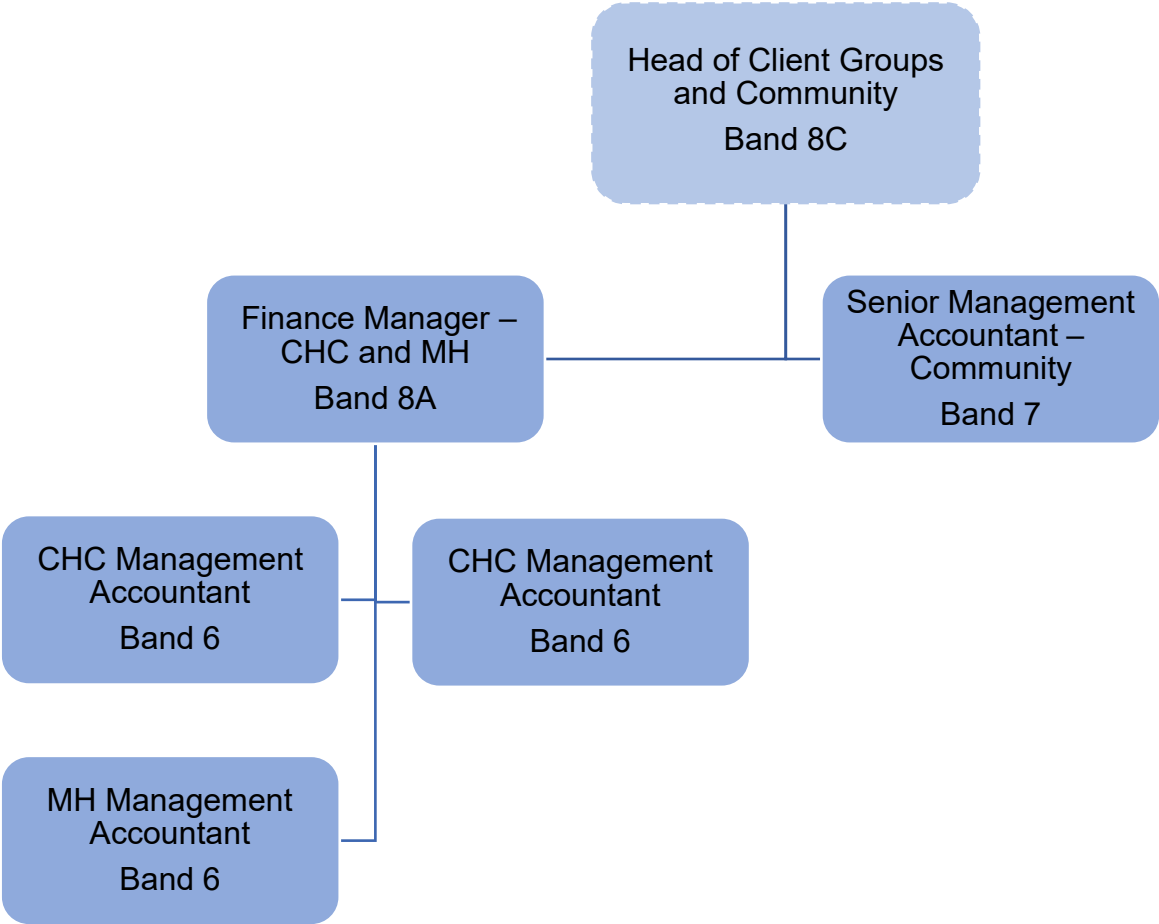 Head of Client Groups
and Community
Band 8C
Finance Manager –
CHC and MH
Band 8A
Senior Management
Accountant –
Community
Band 7
CHC Management
Accountant
Band 6
CHC Management
Accountant
Band 6
MH Management
Accountant
Band 6